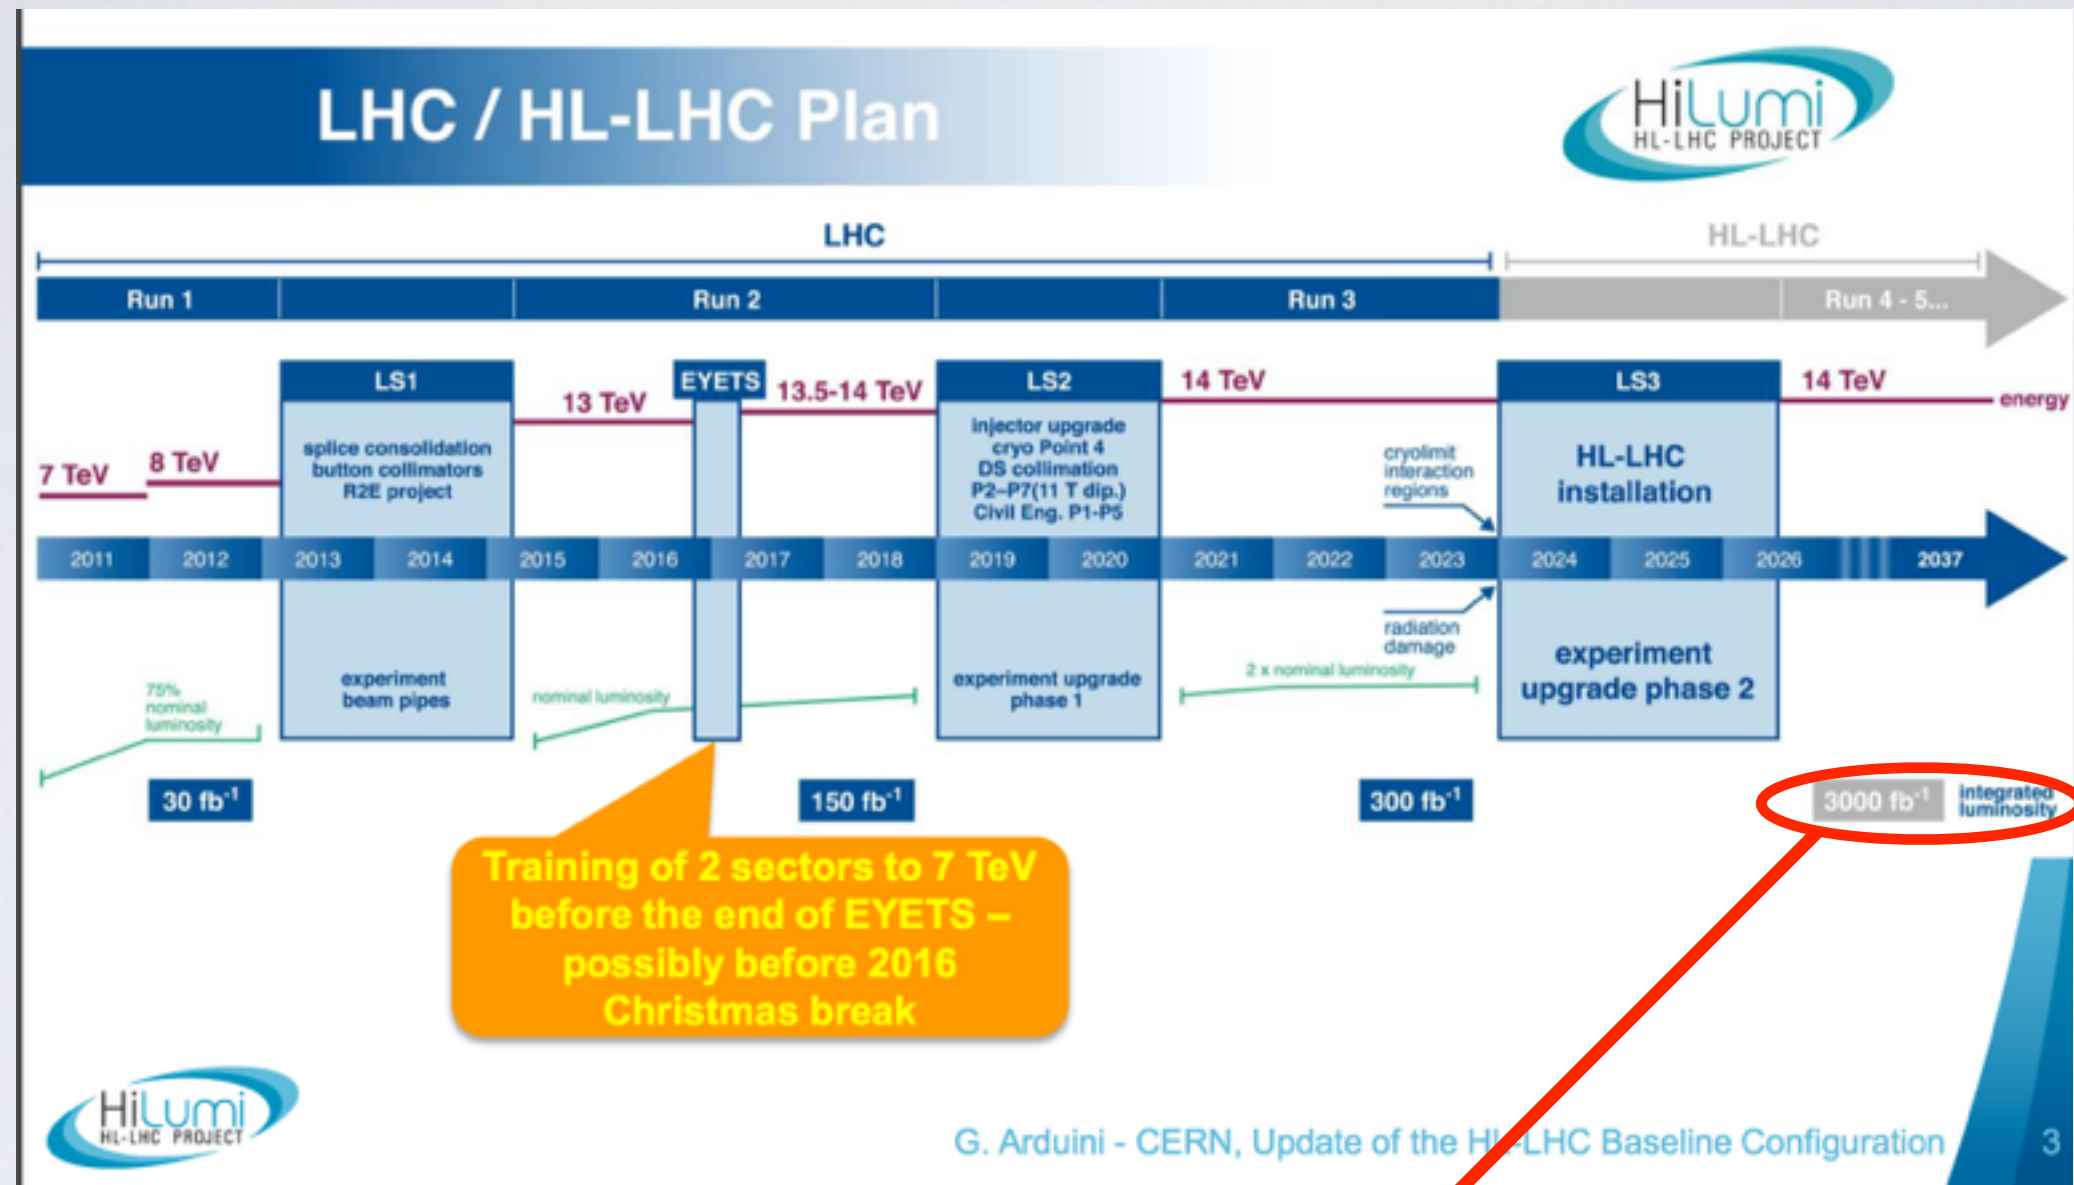 LHC / HL-LHC Plan
HiLumi
HL-LHC PROJECT
LHC
HL-LHC
Run 1
Run 2
Run 3
Run 4 - 5...
LS1
EYETS
LS2
LS3
7 TeV
8 TeV
13 TeV
13.5-14 TeV
14 TeV
14 TeV
energy
splice consolidation
button collimators
R2E project
injector upgrade
cryo Point 4
DS collimation
P2–P7(11 T dip.)
Civil Eng. P1-P5
cryolimit
interaction
regions
HL-LHC
installation
2011
2012
2013
2014
2015
2016
2017
2018
2019
2020
2021
2022
2023
2024
2025
2026
2037
75%
nominal
luminosity
experiment
beam pipes
nominal luminosity
experiment upgrade
phase 1
2 x nominal luminosity
radiation
damage
experiment
upgrade phase 2
30 fb⁻¹
150 fb⁻¹
300 fb⁻¹
3000 fb⁻¹
integrated
luminosity
Training of 2 sectors to 7 TeV
before the end of EYETS –
possibly before 2016
Christmas break
HiLumi
HL-LHC PROJECT
G. Arduini - CERN, Update of the HL-LHC Baseline Configuration
3